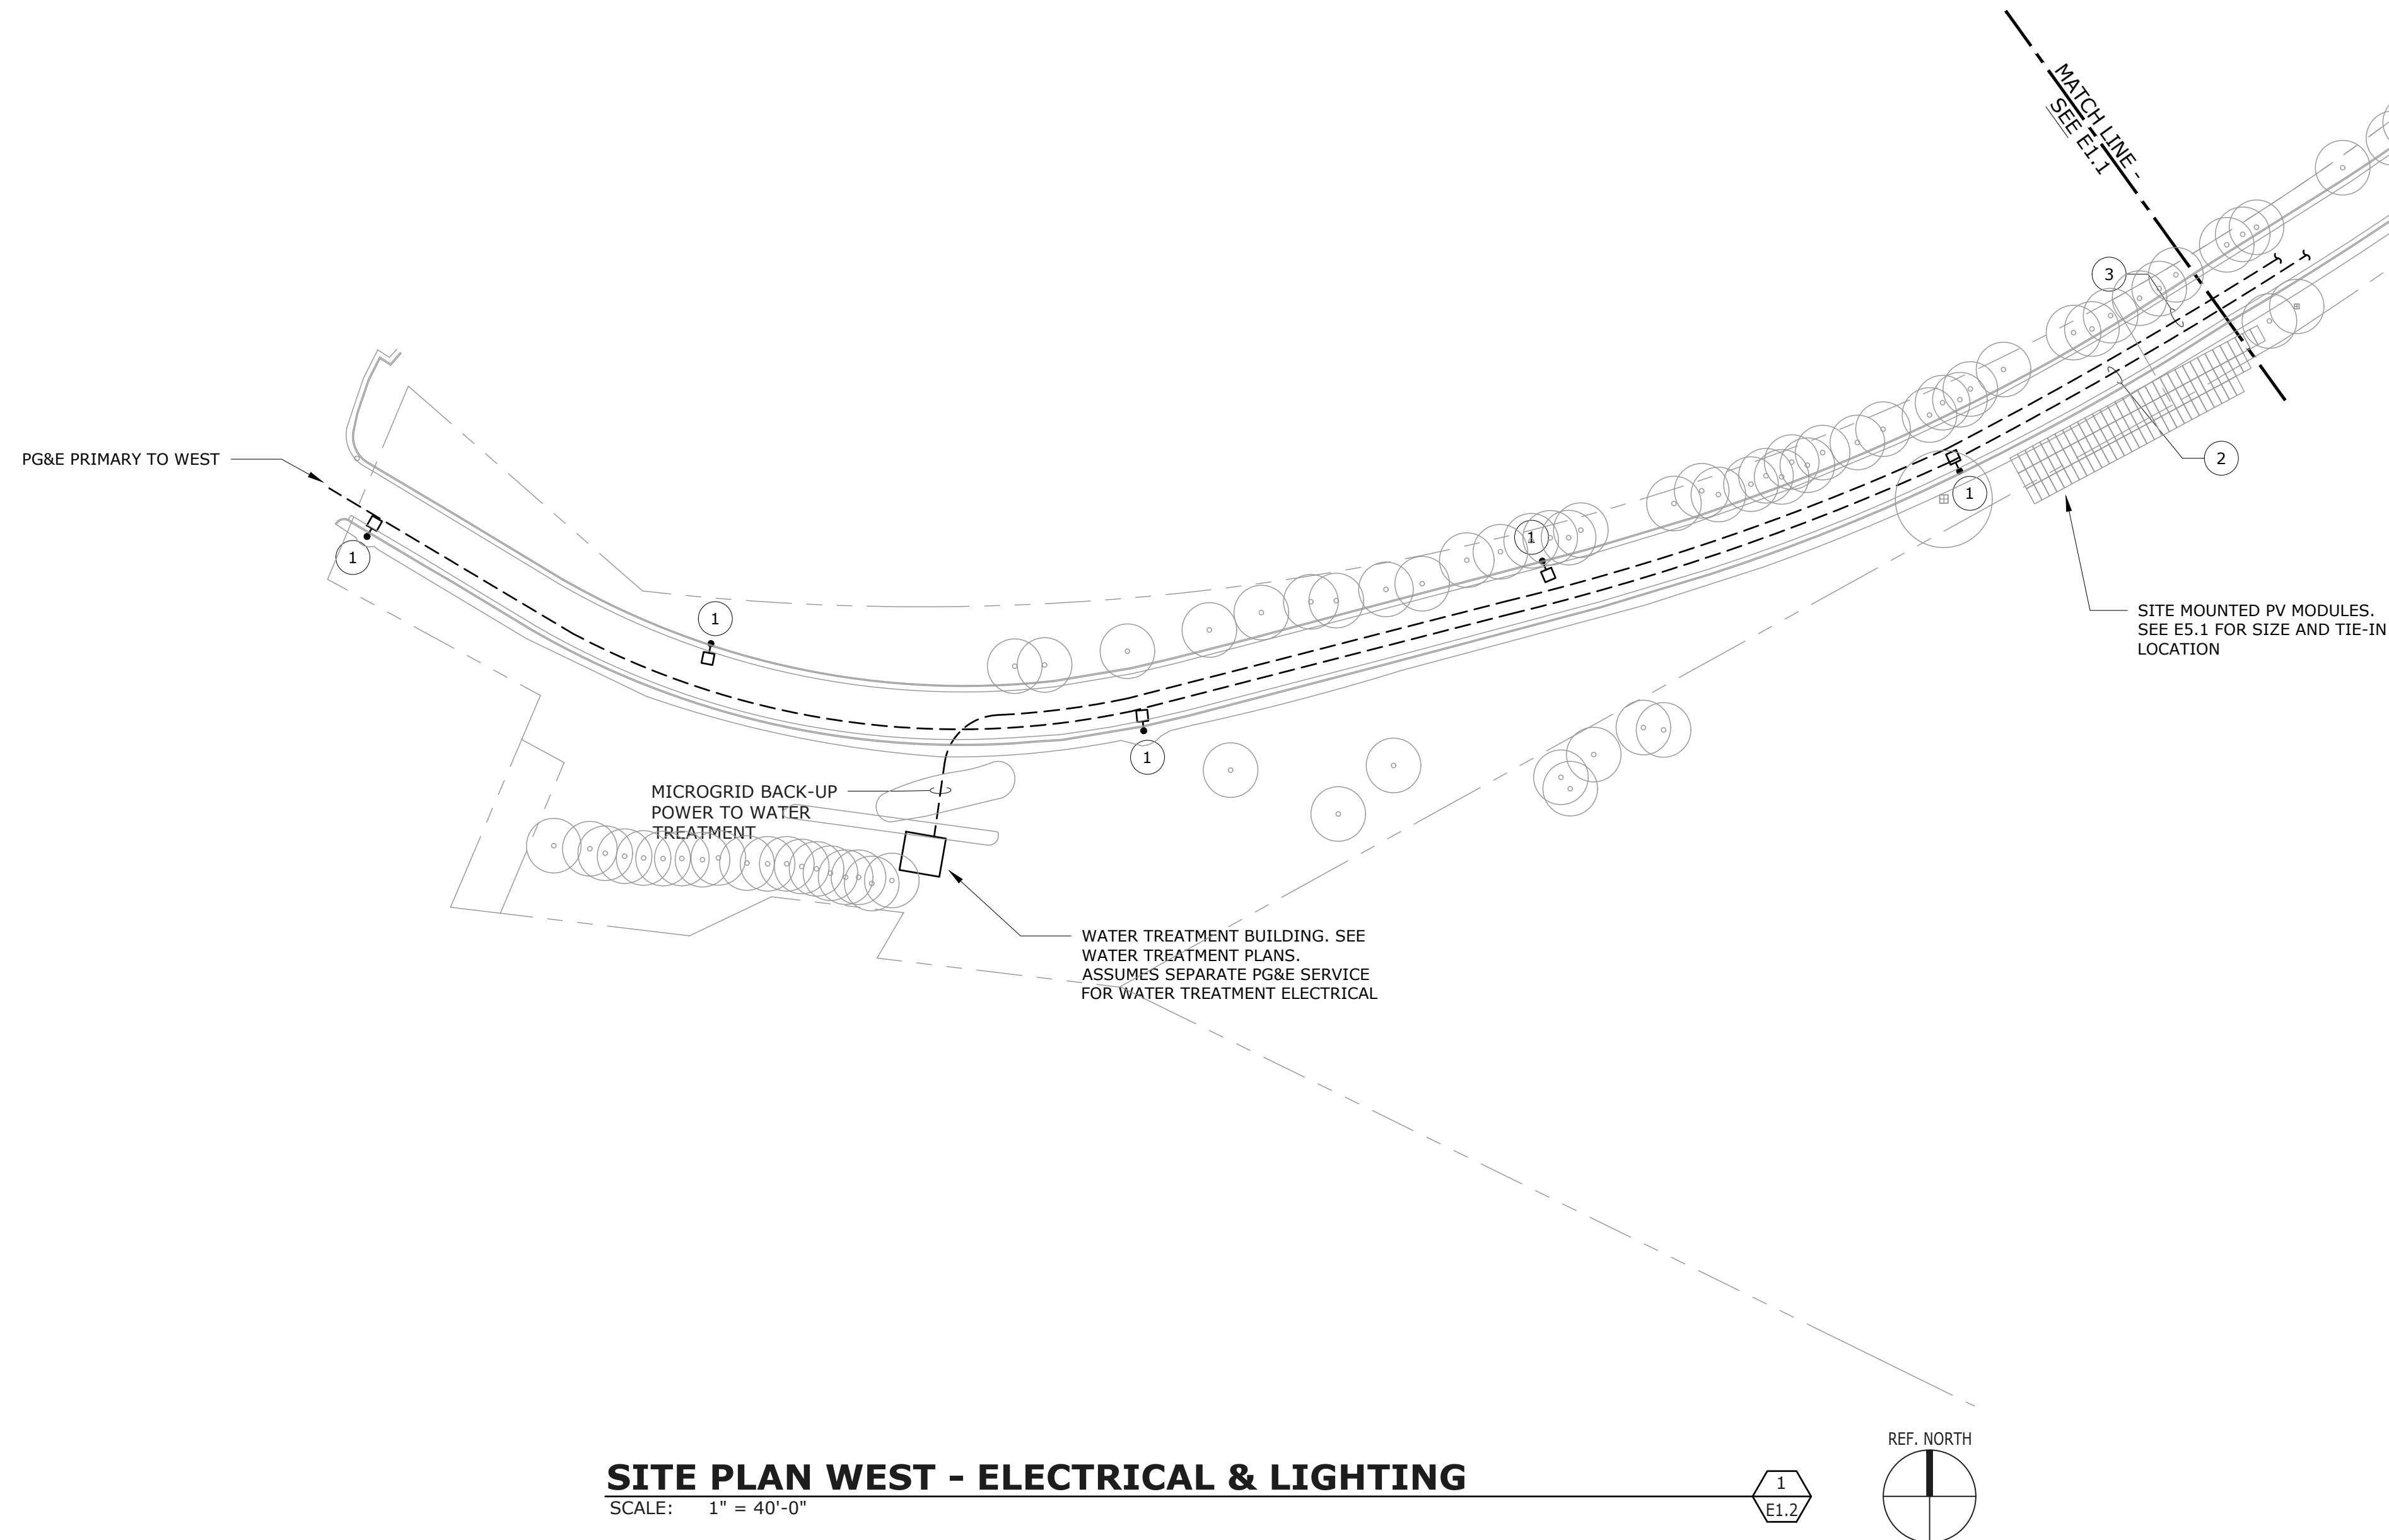 MATCH LINE -
SEE E1.1
3
PG&E PRIMARY TO WEST
2
1
1
1
1
SITE MOUNTED PV MODULES.
SEE E5.1 FOR SIZE AND TIE-IN
LOCATION
1
MICROGRID BACK-UP
POWER TO WATER
TREATMENT
WATER TREATMENT BUILDING. SEE
WATER TREATMENT PLANS.
ASSUMES SEPARATE PG&E SERVICE
FOR WATER TREATMENT ELECTRICAL
REF. NORTH
SITE PLAN WEST - ELECTRICAL & LIGHTING
1
E1.2
SCALE: 1" = 40'-0"